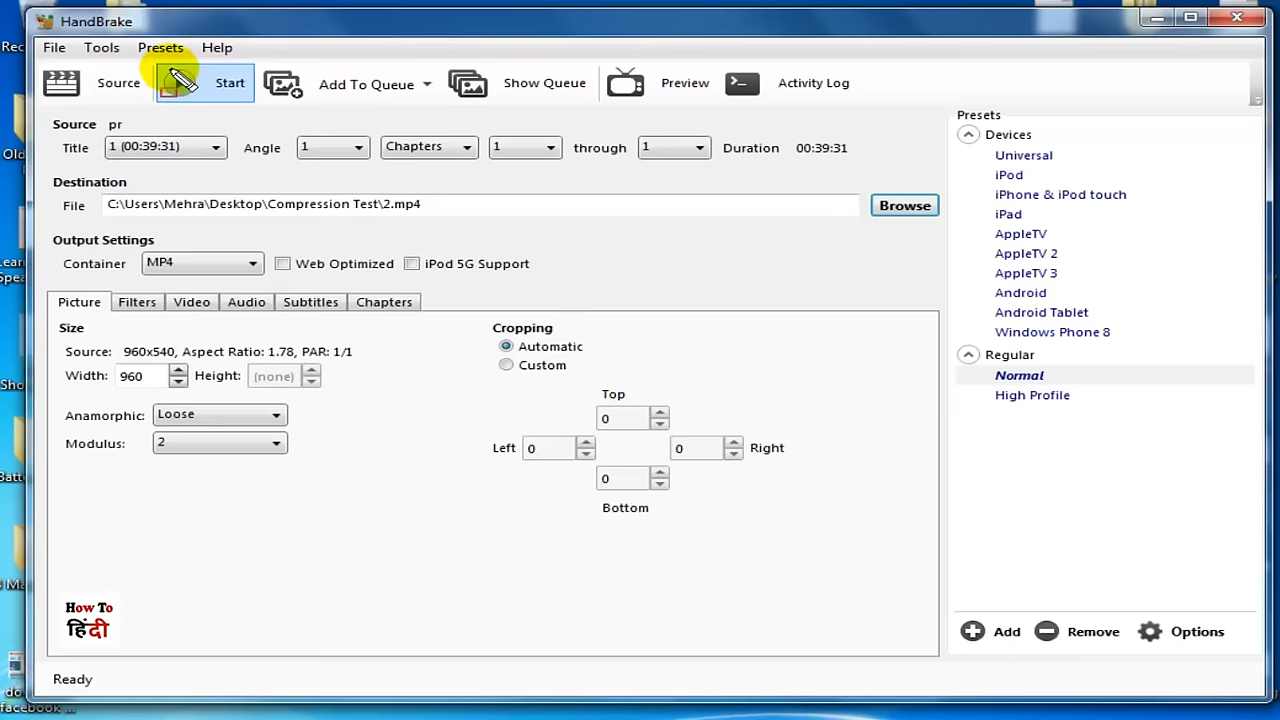 HandBrake
File Tools Presets Help
Source Start Add To Queue Show Queue Preview Activity Log
Source pr
Title 1 (00:39:31) Angle 1 Chapters 1 through 1 Duration 00:39:31
Destination
File C:\Users\Mehra\Desktop\Compression Test\2.mp4 Browse
Output Settings
Container MP4 Web Optimized iPod 5G Support
Picture Filters Video Audio Subtitles Chapters
Size
Source: 960x540, Aspect Ratio: 1.78, PAR: 1/1
Width: 960 Height: (none)
Anamorphic: Loose
Modulus: 2
Cropping
Automatic
Custom
Top
0
Left 0 0 Right
0
Bottom
How To
हिंदी
Ready
Presets
Devices
Universal
iPod
iPhone & iPod touch
iPad
AppleTV
AppleTV 2
AppleTV 3
Android
Android Tablet
Windows Phone 8
Regular
Normal
High Profile
Add Remove Options
facebook ...